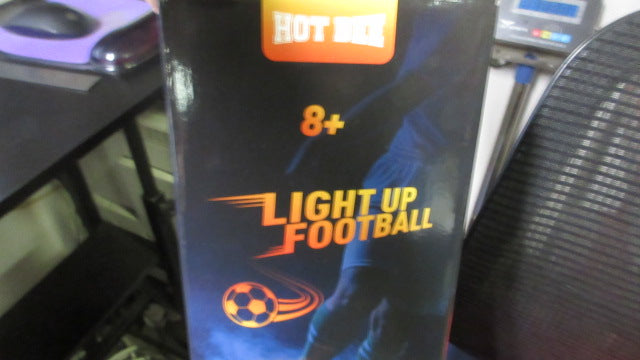 HOT BEE
8+
LIGHT UP
FOOTBALL